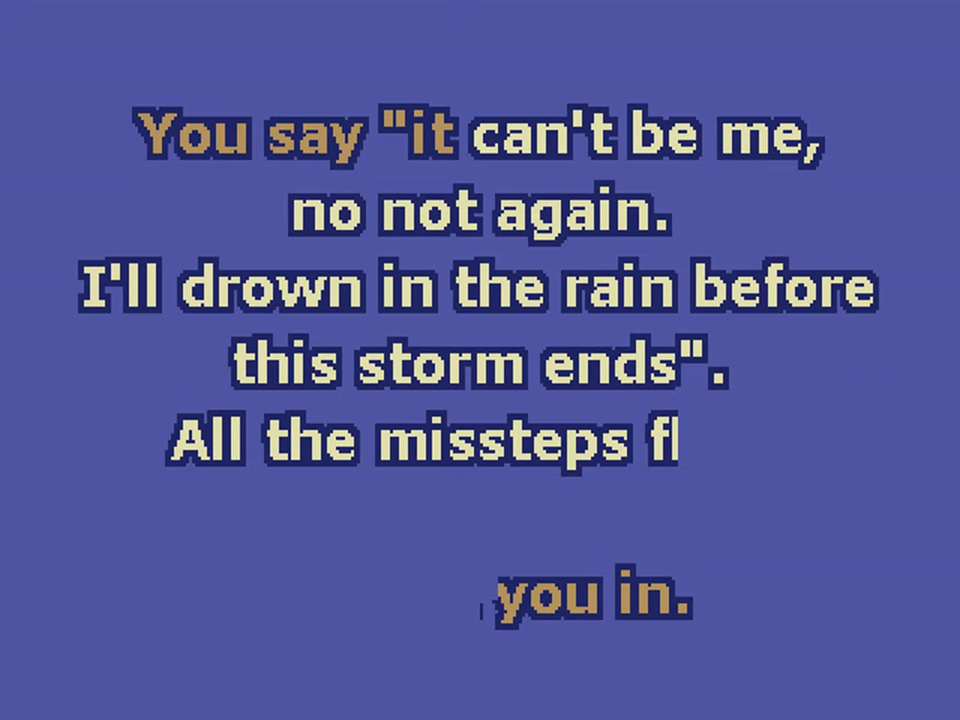 You say "it can't be me,
no not again.
I'll drown in the rain before
this storm ends".
All the missteps fl
you in.